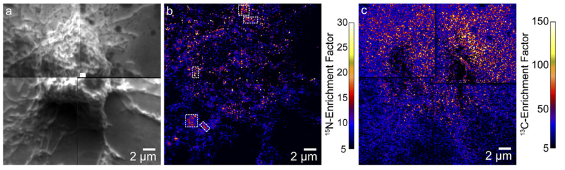 a
b
c
2 µm
2 µm
2 µm
30
25
20
15
10
5
¹⁵N-Enrichment Factor
150
100
50
5
¹³C-Enrichment Factor